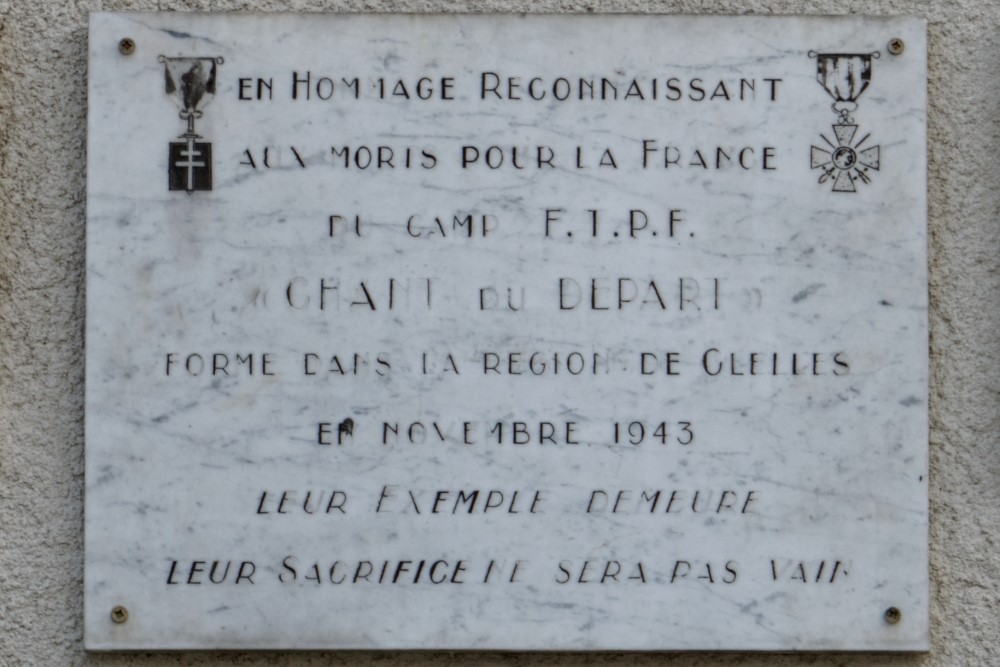 EN HOMMAGE RECONNAISSANT
AUX MORTS POUR LA FRANCE
DU CAMP F.T.P.F.
"CHANT DU DEPART"
FORME DANS LA REGION DE CLELLES
EN NOVEMBRE 1943
LEUR EXEMPLE DEMEURE
LEUR SACRIFICE NE SERA PAS VAIN